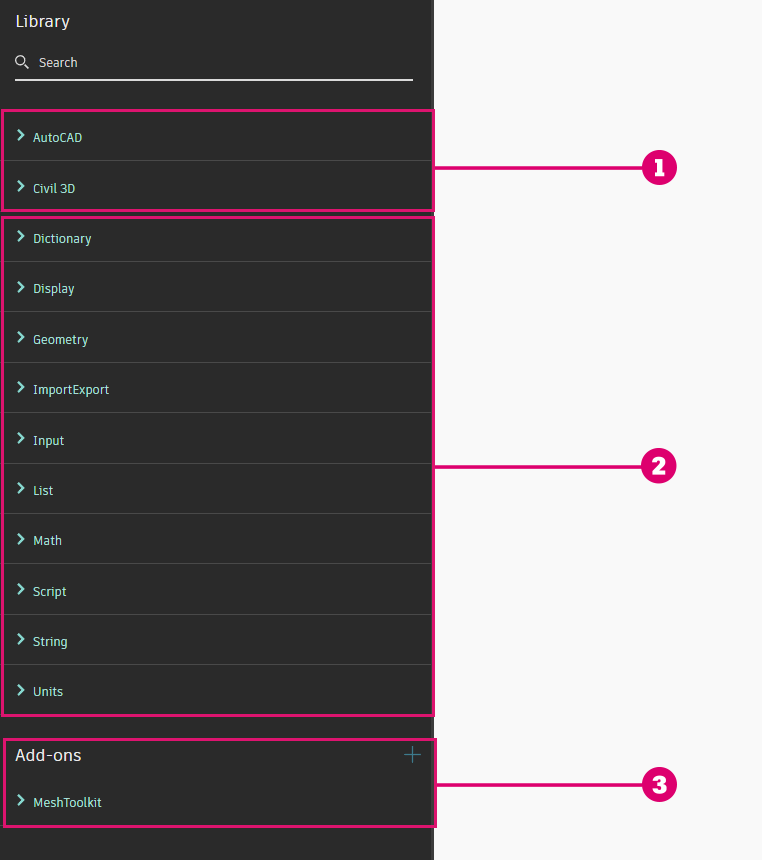 Library
Search
AutoCAD
1
Civil 3D
Dictionary
Display
Geometry
ImportExport
Input
2
List
Math
Script
String
Units
Add-ons
3
MeshToolkit